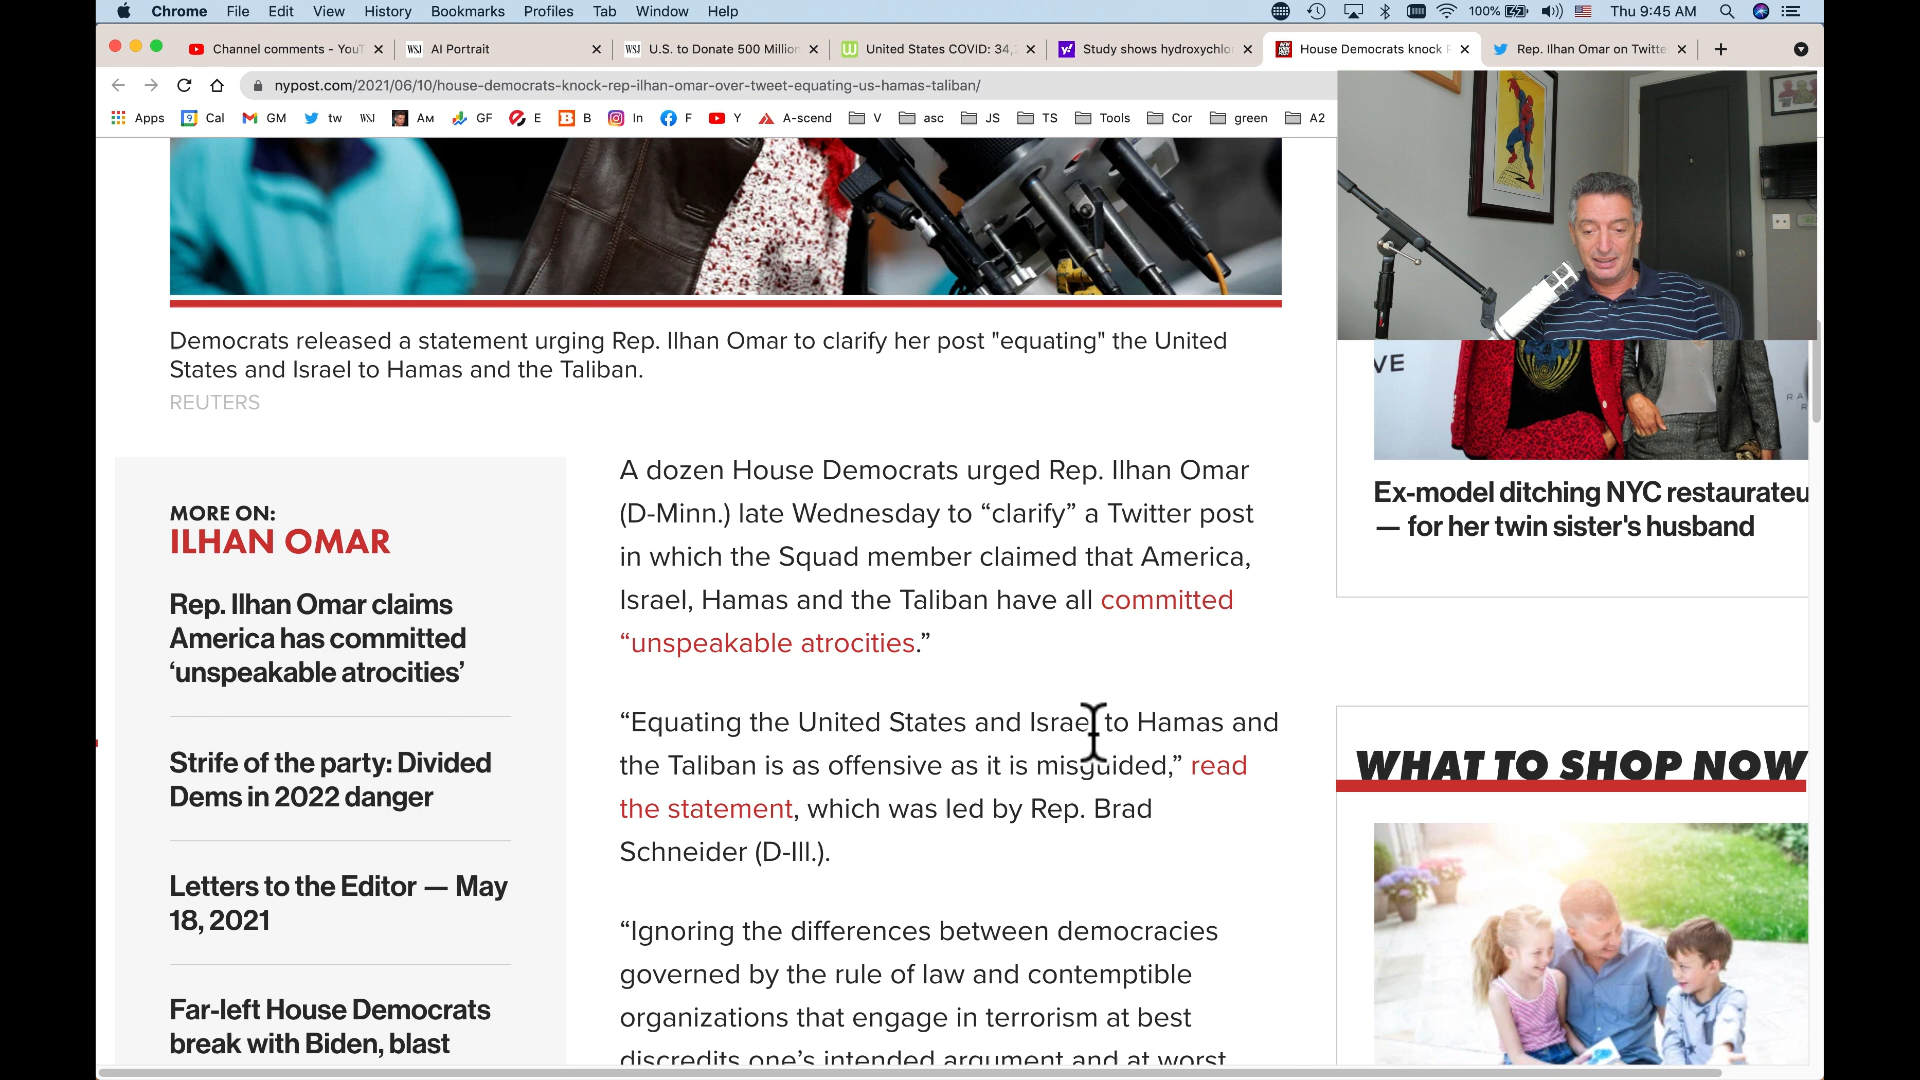 Chrome File Edit View History Bookmarks Profiles Tab Window Help 100% Thu 9:45 AM
Channel comments - YouT
WSJ AI Portrait
WSJ U.S. to Donate 500 Million
United States COVID: 34,
Study shows hydroxychlo
House Democrats knock
Rep. Ilhan Omar on Twitte
nypost.com/2021/06/10/house-democrats-knock-rep-ilhan-omar-over-tweet-equating-us-hamas-taliban/
Apps Cal GM tw WSJ Am GF E B In F Y A-scend V asc JS TS Tools Cor green A2
Democrats released a statement urging Rep. Ilhan Omar to clarify her post "equating" the United
States and Israel to Hamas and the Taliban.
REUTERS
MORE ON:
ILHAN OMAR
Rep. Ilhan Omar claims
America has committed
‘unspeakable atrocities’
Strife of the party: Divided
Dems in 2022 danger
Letters to the Editor — May
18, 2021
Far-left House Democrats
break with Biden, blast
A dozen House Democrats urged Rep. Ilhan Omar
(D-Minn.) late Wednesday to “clarify” a Twitter post
in which the Squad member claimed that America,
Israel, Hamas and the Taliban have all committed
“unspeakable atrocities.”
“Equating the United States and Israel to Hamas and
the Taliban is as offensive as it is misguided,” read
the statement, which was led by Rep. Brad
Schneider (D-Ill.).
“Ignoring the differences between democracies
governed by the rule of law and contemptible
organizations that engage in terrorism at best
discredits one’s intended argument and at worst
VE
Ex-model ditching NYC restaurateu
— for her twin sister's husband
WHAT TO SHOP NOW